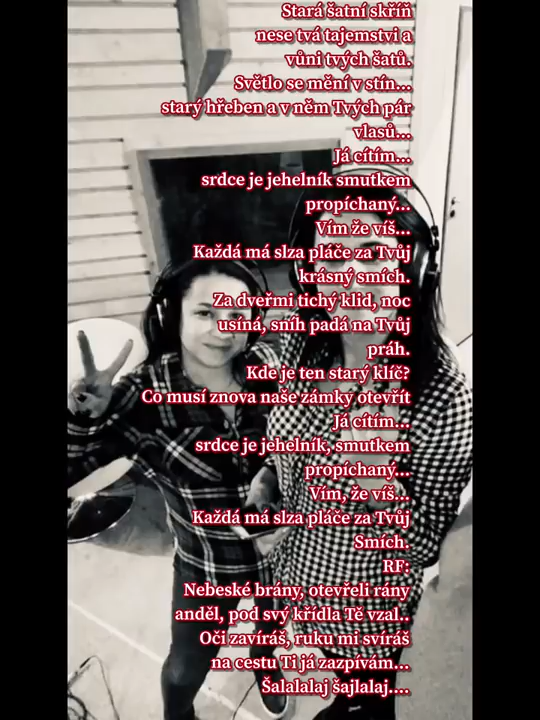 Stará šatní skříň
nese tvá tajemstvi a
vůni tvých šatů.
Světlo se mění v stín...
starý hřeben a v něm Tvých pár
vlasů...
Já cítím...
srdce je jehelník smutkem
propíchaný...
Vím že víš...
Každá má slza pláče za Tvůj
krásný smích.
Za dveřmi tichý klid, noc
usíná, sníh padá na Tvůj
práh.
Kde je ten starý klíč?
Co musí znova naše zámky otevřít
Já cítím...
srdce je jehelník, smutkem
propíchaný...
Vím, že víš...
Každá má slza pláče za Tvůj
Smích.
RF:
Nebeské brány, otevřeli rány
anděl, pod svý křídla Tě vzal..
Oči zavíráš, ruku mi svíráš
na cestu Ti já zazpívám...
Šalalalaj šajlalaj....